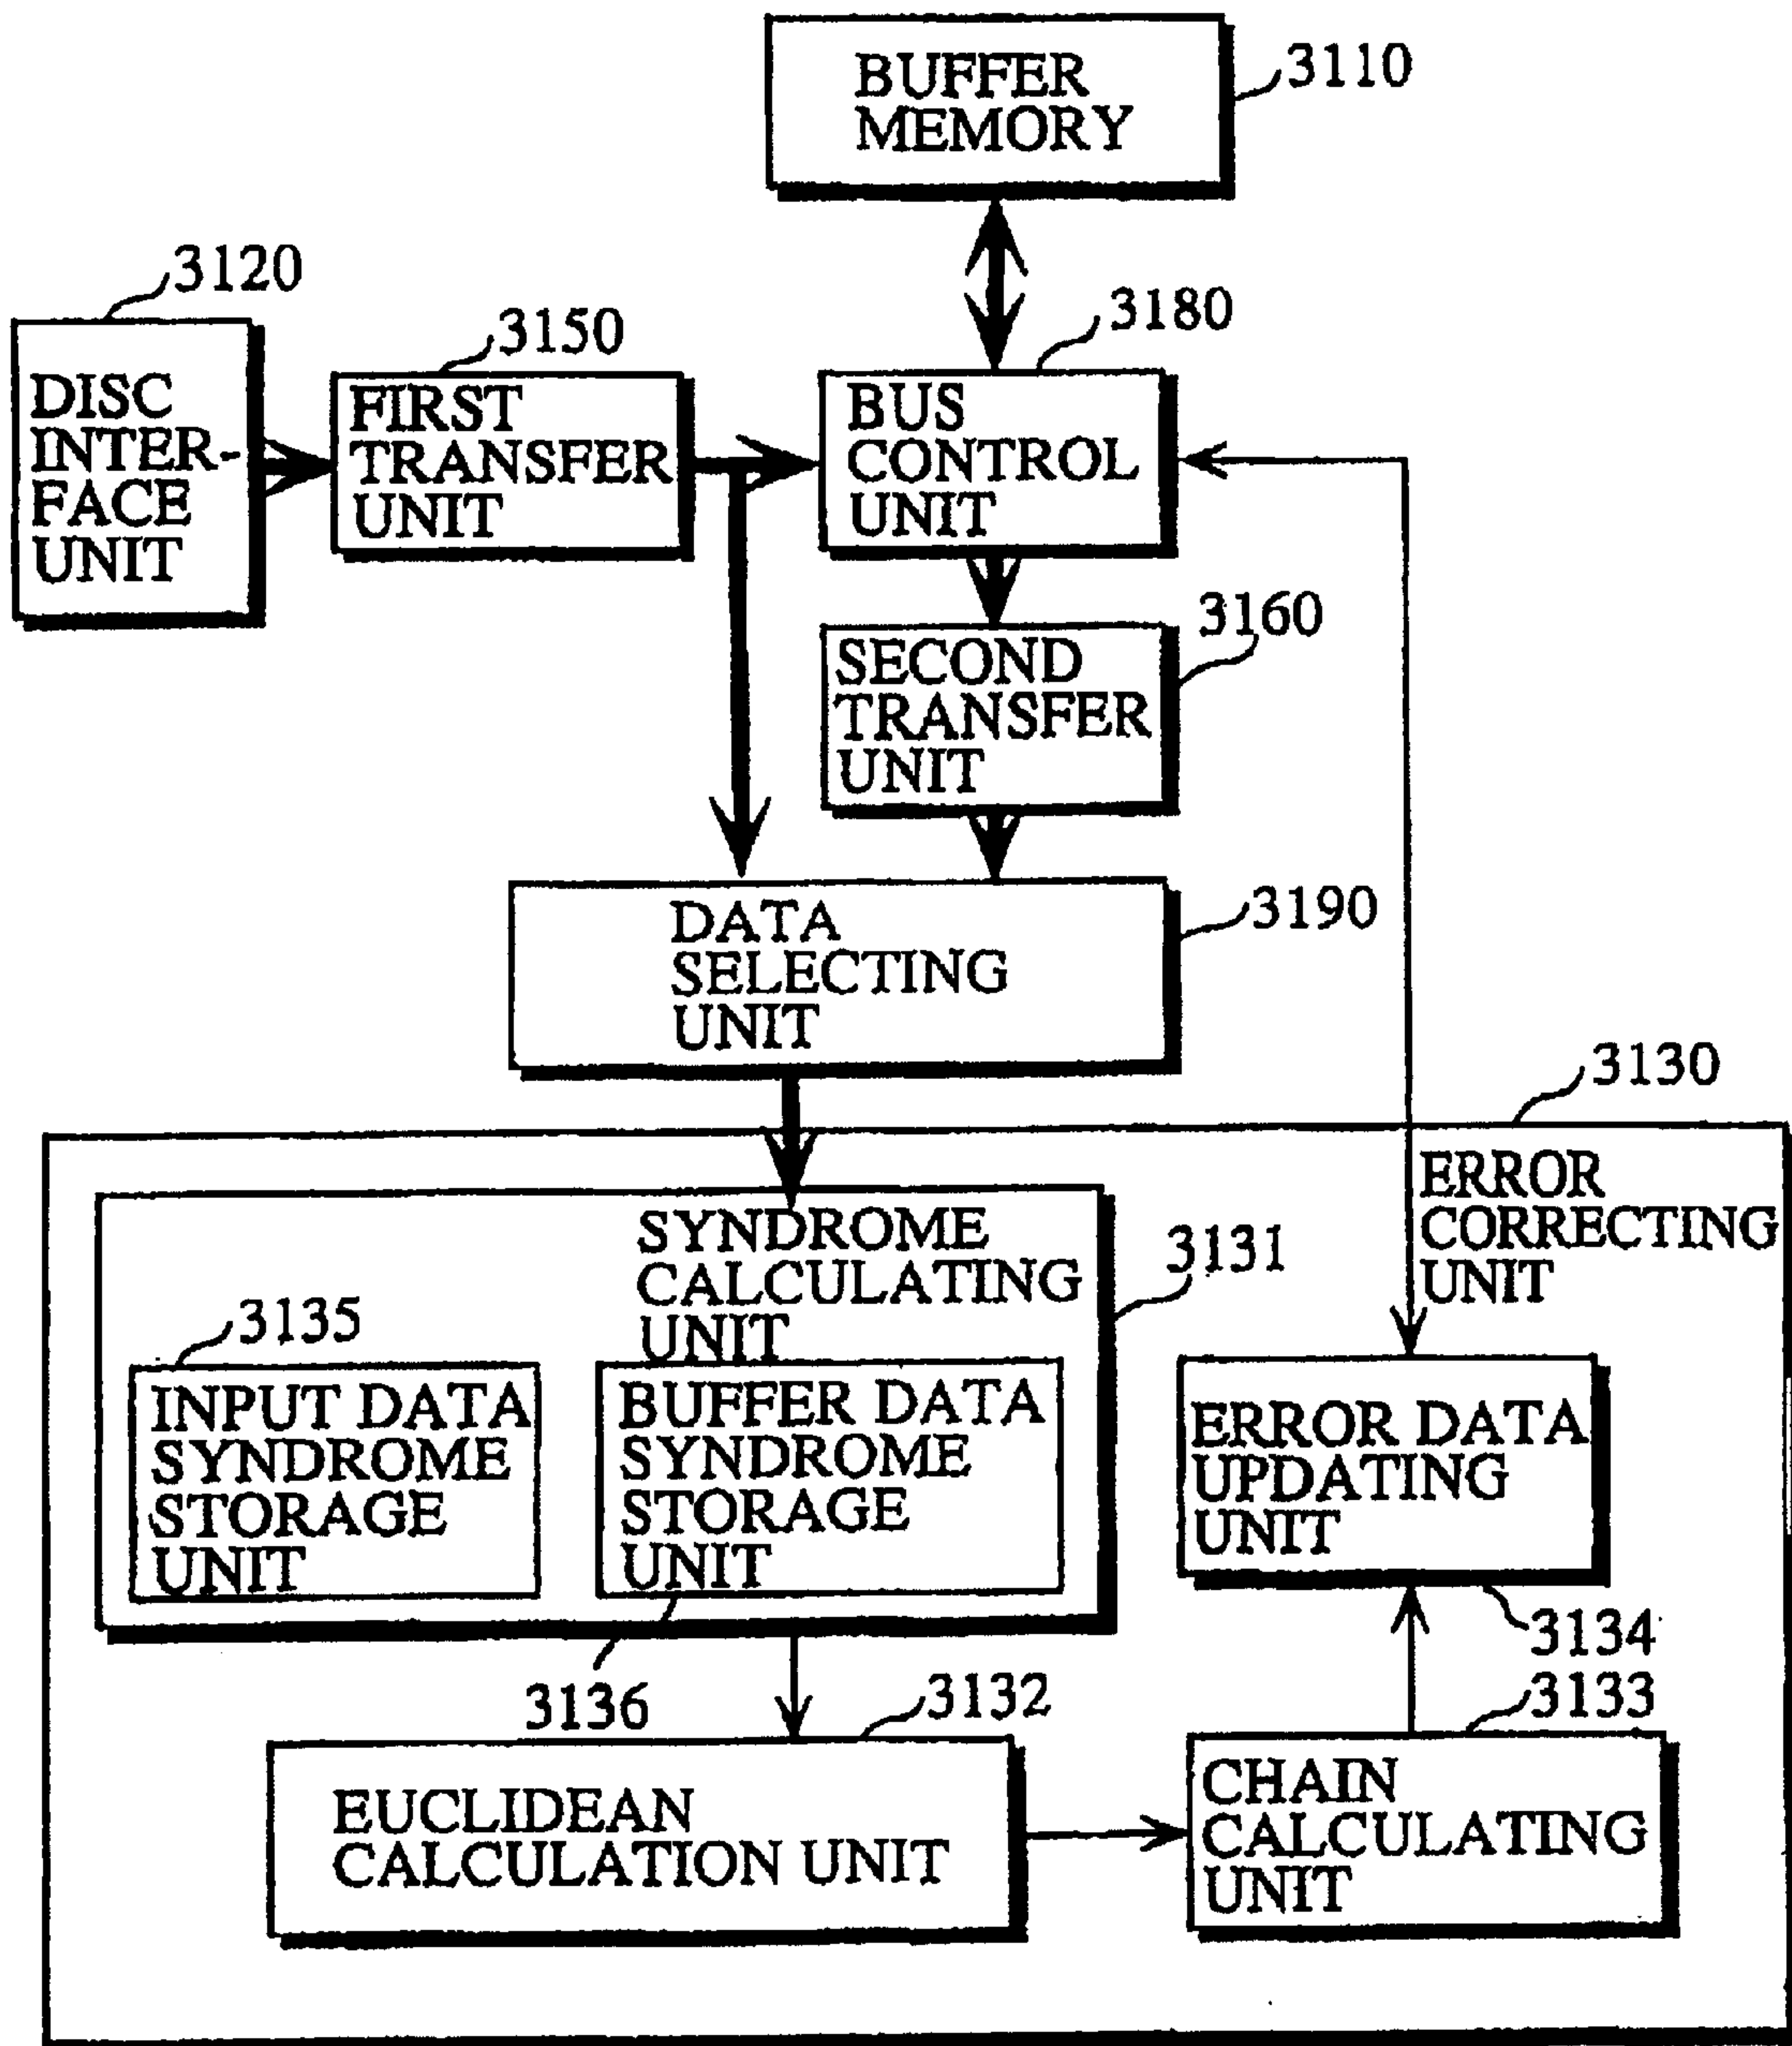 BUFFER
MEMORY
3110
3120
DISC
INTER-
FACE
UNIT
3150
FIRST
TRANSFER
UNIT
3180
BUS
CONTROL
UNIT
3160
SECOND
TRANSFER
UNIT
DATA
SELECTING
UNIT
3190
3130
ERROR
CORRECTING
UNIT
SYNDROME
CALCULATING
UNIT
3131
3135
INPUT DATA
SYNDROME
STORAGE
UNIT
BUFFER DATA
SYNDROME
STORAGE
UNIT
3136
ERROR DATA
UPDATING
UNIT
3134
3132
EUCLIDEAN
CALCULATION UNIT
3133
CHAIN
CALCULATING
UNIT